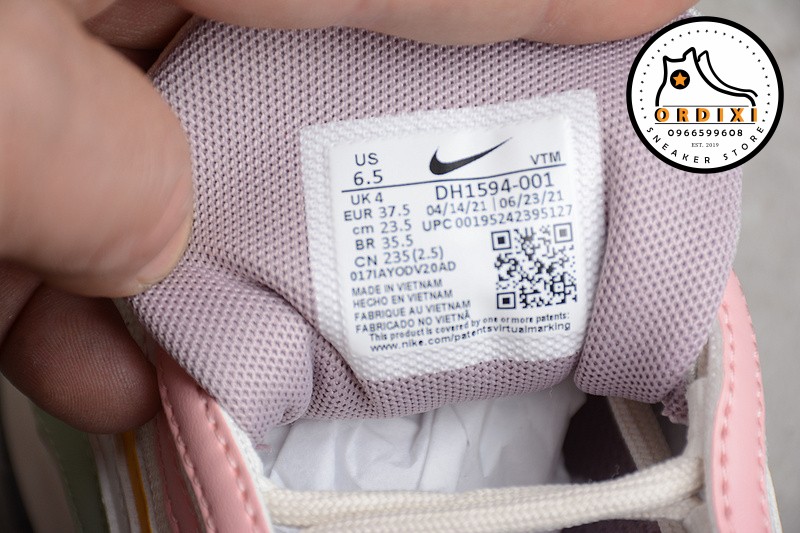 US
6.5
VTM
UK 4
DH1594-001
EUR 37.5
04/14/21 | 06/23/21
cm 23.5
UPC 00195242395127
BR 35.5
CN 235 (2.5)
017IAYODV20AD
MADE IN VIETNAM
HECHO EN VIETNAM
FABRIQUE AU VIETNAM
FABRICADO NO VIETNÃ
This product is covered by one or more patents:
www.nike.com/patentsvirtualmarking
ORDIXI
0966599608
EST. 2019
SNEAKER STORE